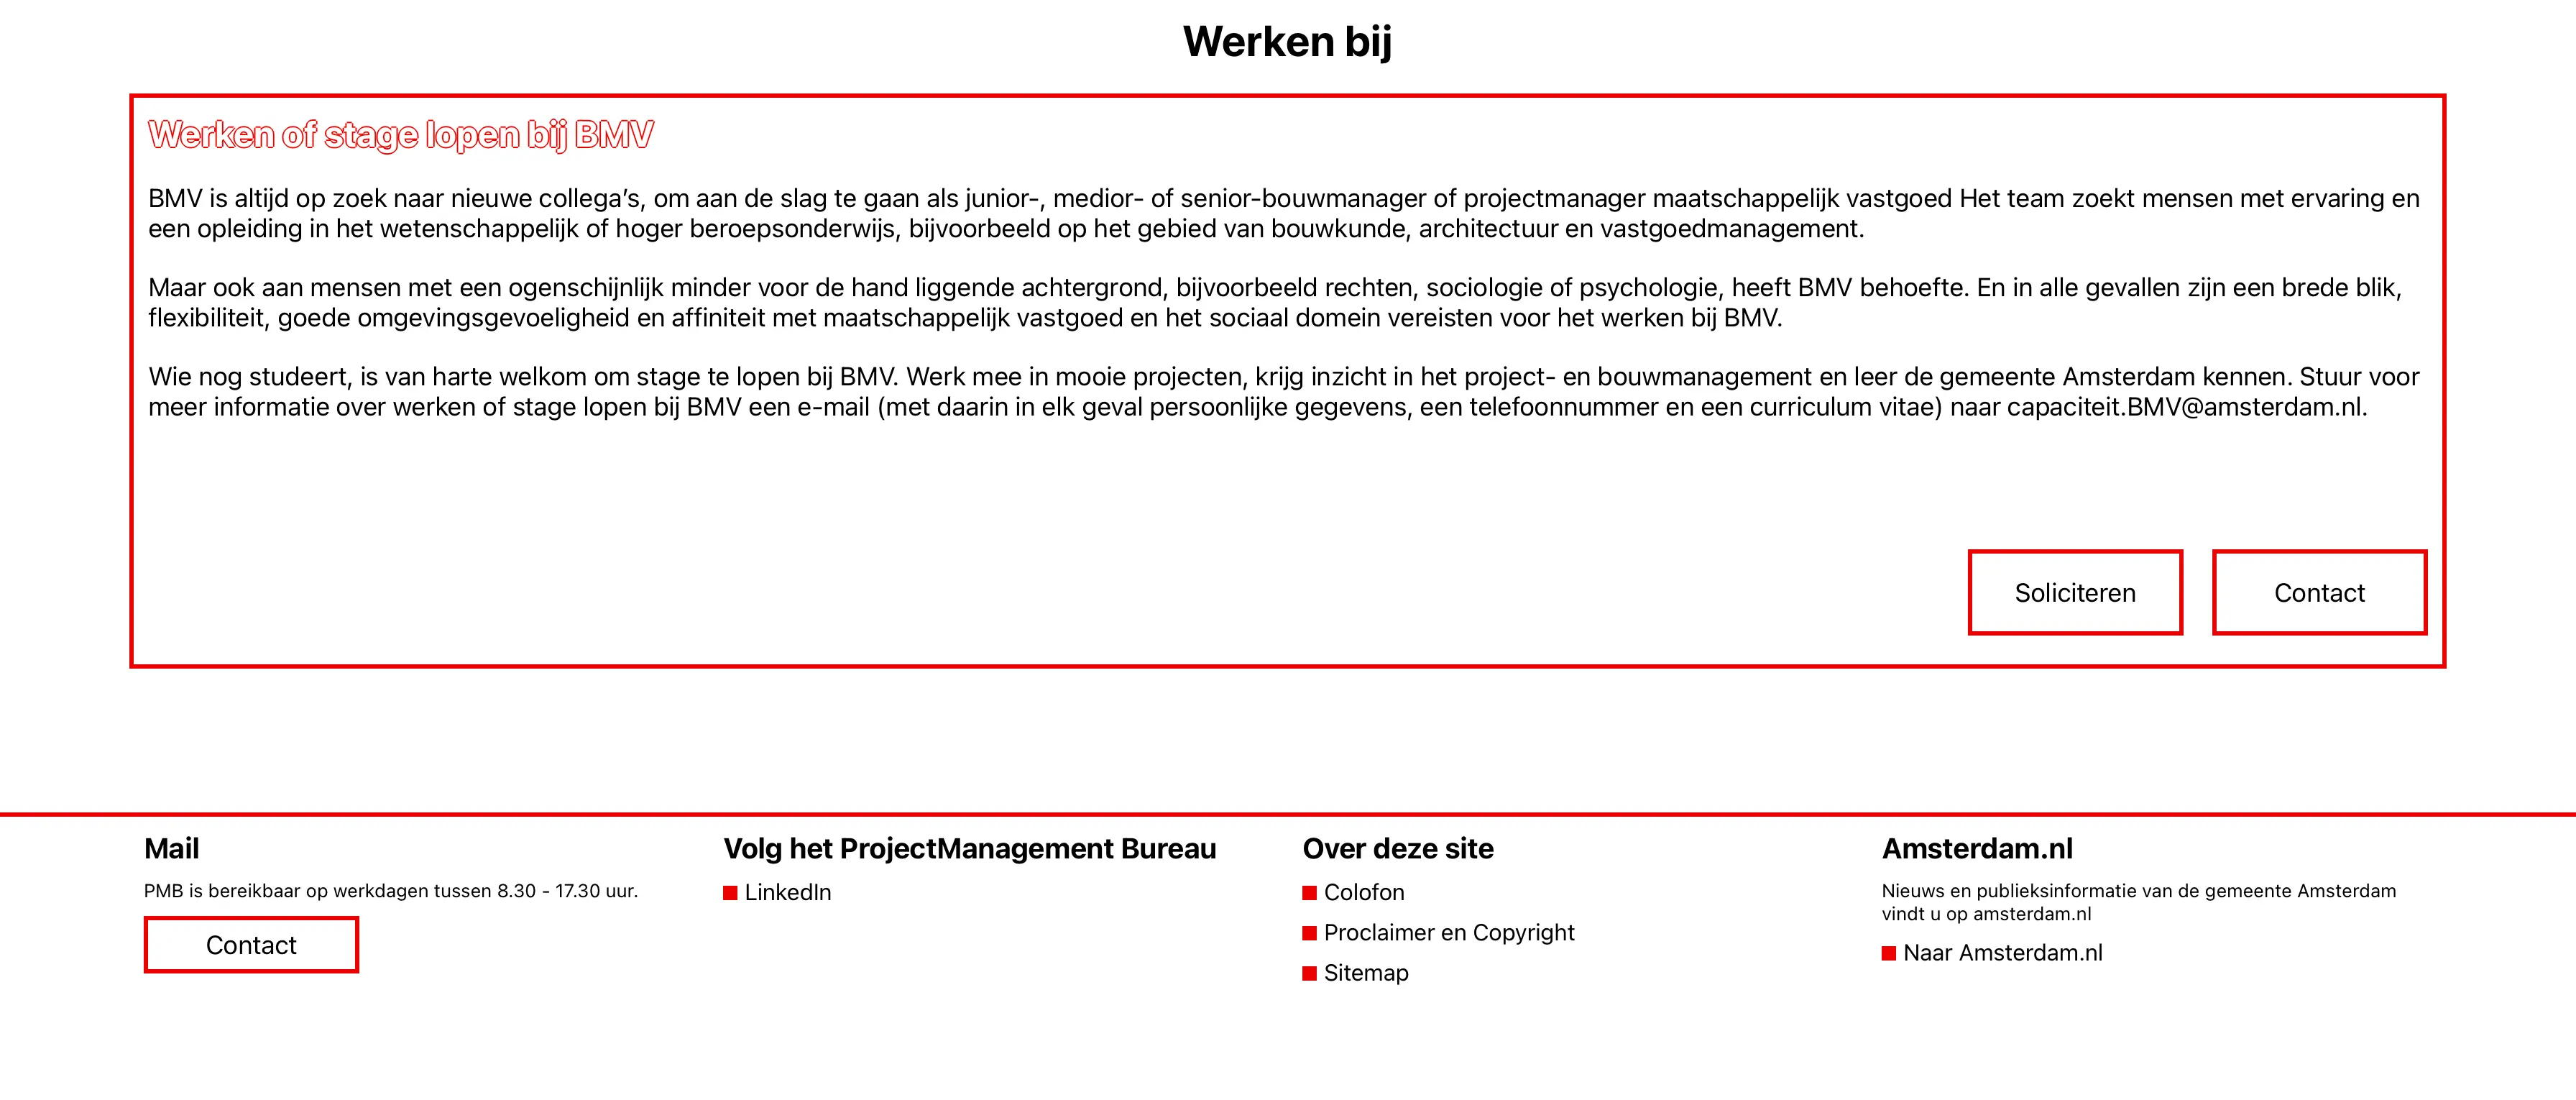 Werken bij
Werken of stage lopen bij BMV
BMV is altijd op zoek naar nieuwe collega’s, om aan de slag te gaan als junior-, medior- of senior-bouwmanager of projectmanager maatschappelijk vastgoed Het team zoekt mensen met ervaring en
een opleiding in het wetenschappelijk of hoger beroepsonderwijs, bijvoorbeeld op het gebied van bouwkunde, architectuur en vastgoedmanagement.
Maar ook aan mensen met een ogenschijnlijk minder voor de hand liggende achtergrond, bijvoorbeeld rechten, sociologie of psychologie, heeft BMV behoefte. En in alle gevallen zijn een brede blik,
flexibiliteit, goede omgevingsgevoeligheid en affiniteit met maatschappelijk vastgoed en het sociaal domein vereisten voor het werken bij BMV.
Wie nog studeert, is van harte welkom om stage te lopen bij BMV. Werk mee in mooie projecten, krijg inzicht in het project- en bouwmanagement en leer de gemeente Amsterdam kennen. Stuur voor
meer informatie over werken of stage lopen bij BMV een e-mail (met daarin in elk geval persoonlijke gegevens, een telefoonnummer en een curriculum vitae) naar capaciteit.BMV@amsterdam.nl.
Soliciteren
Contact
Mail
PMB is bereikbaar op werkdagen tussen 8.30 - 17.30 uur.
Contact
Volg het ProjectManagement Bureau
LinkedIn
Over deze site
Colofon
Proclaimer en Copyright
Sitemap
Amsterdam.nl
Nieuws en publieksinformatie van de gemeente Amsterdam
vindt u op amsterdam.nl
Naar Amsterdam.nl